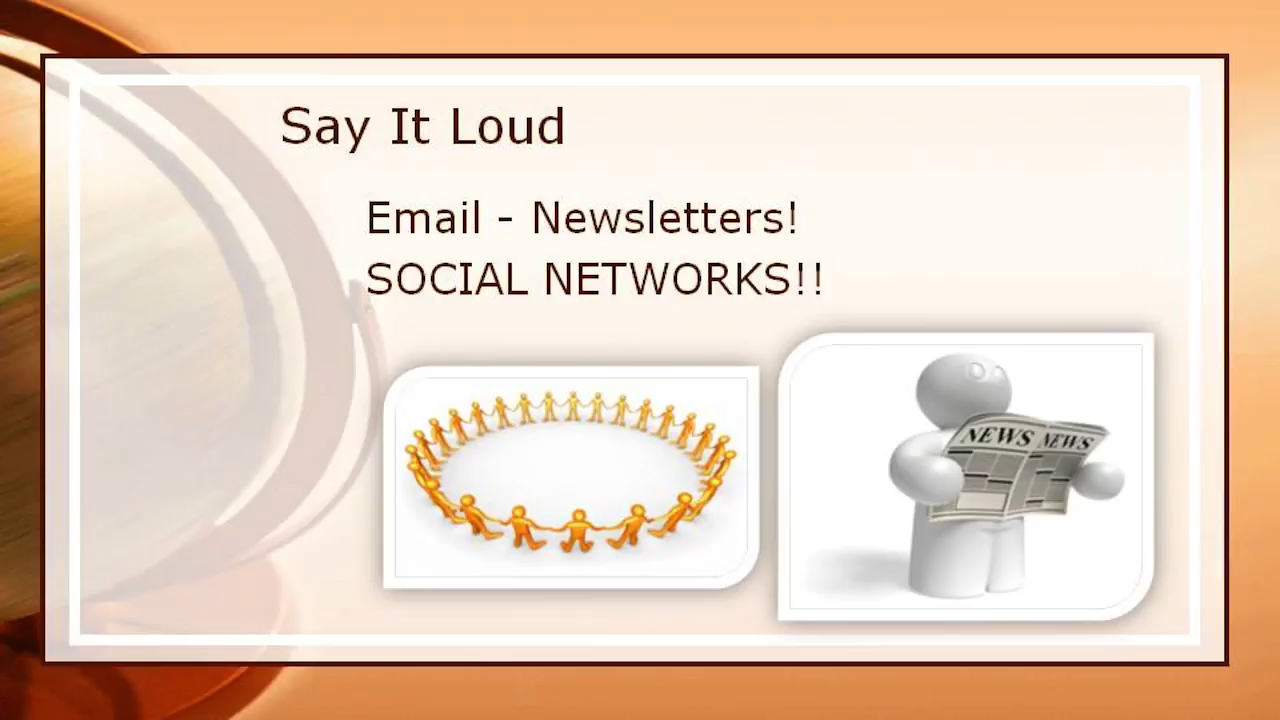 Say It Loud
Email - Newsletters!
SOCIAL NETWORKS!!
NEWS NEWS